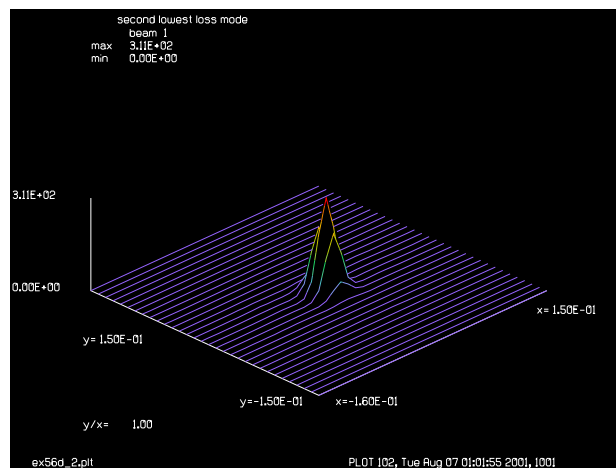 second lowest loss mode
beam 1
max 3.11E+02
min 0.00E+00
3.11E+02
0.00E+00
y= 1.50E-01
x= 1.50E-01
y=-1.50E-01
x=-1.60E-01
y/x= 1.00
ex56d_2.plt
PLOT 102, Tue Aug 07 01:01:55 2001, 1001